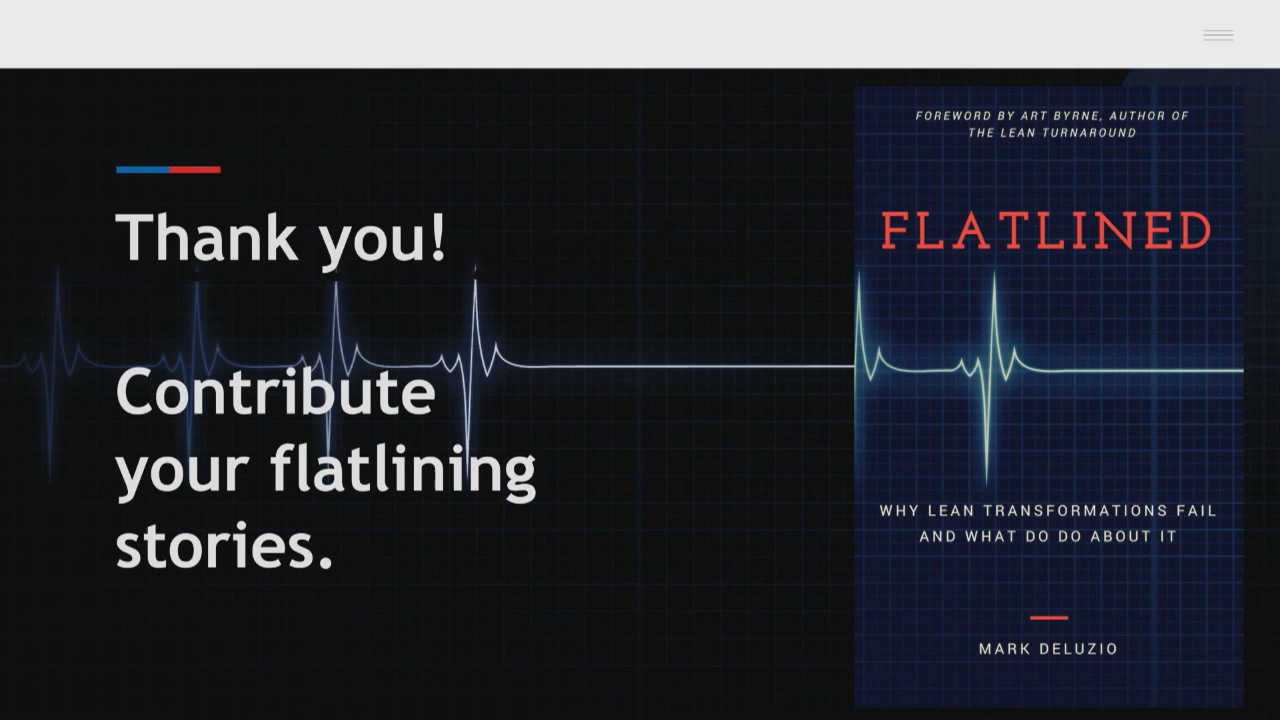 Thank you!
Contribute
your flatlining
stories.
FOREWORD BY ART BYRNE, AUTHOR OF
THE LEAN TURNAROUND
FLATLINED
WHY LEAN TRANSFORMATIONS FAIL
AND WHAT DO DO ABOUT IT
MARK DELUZIO